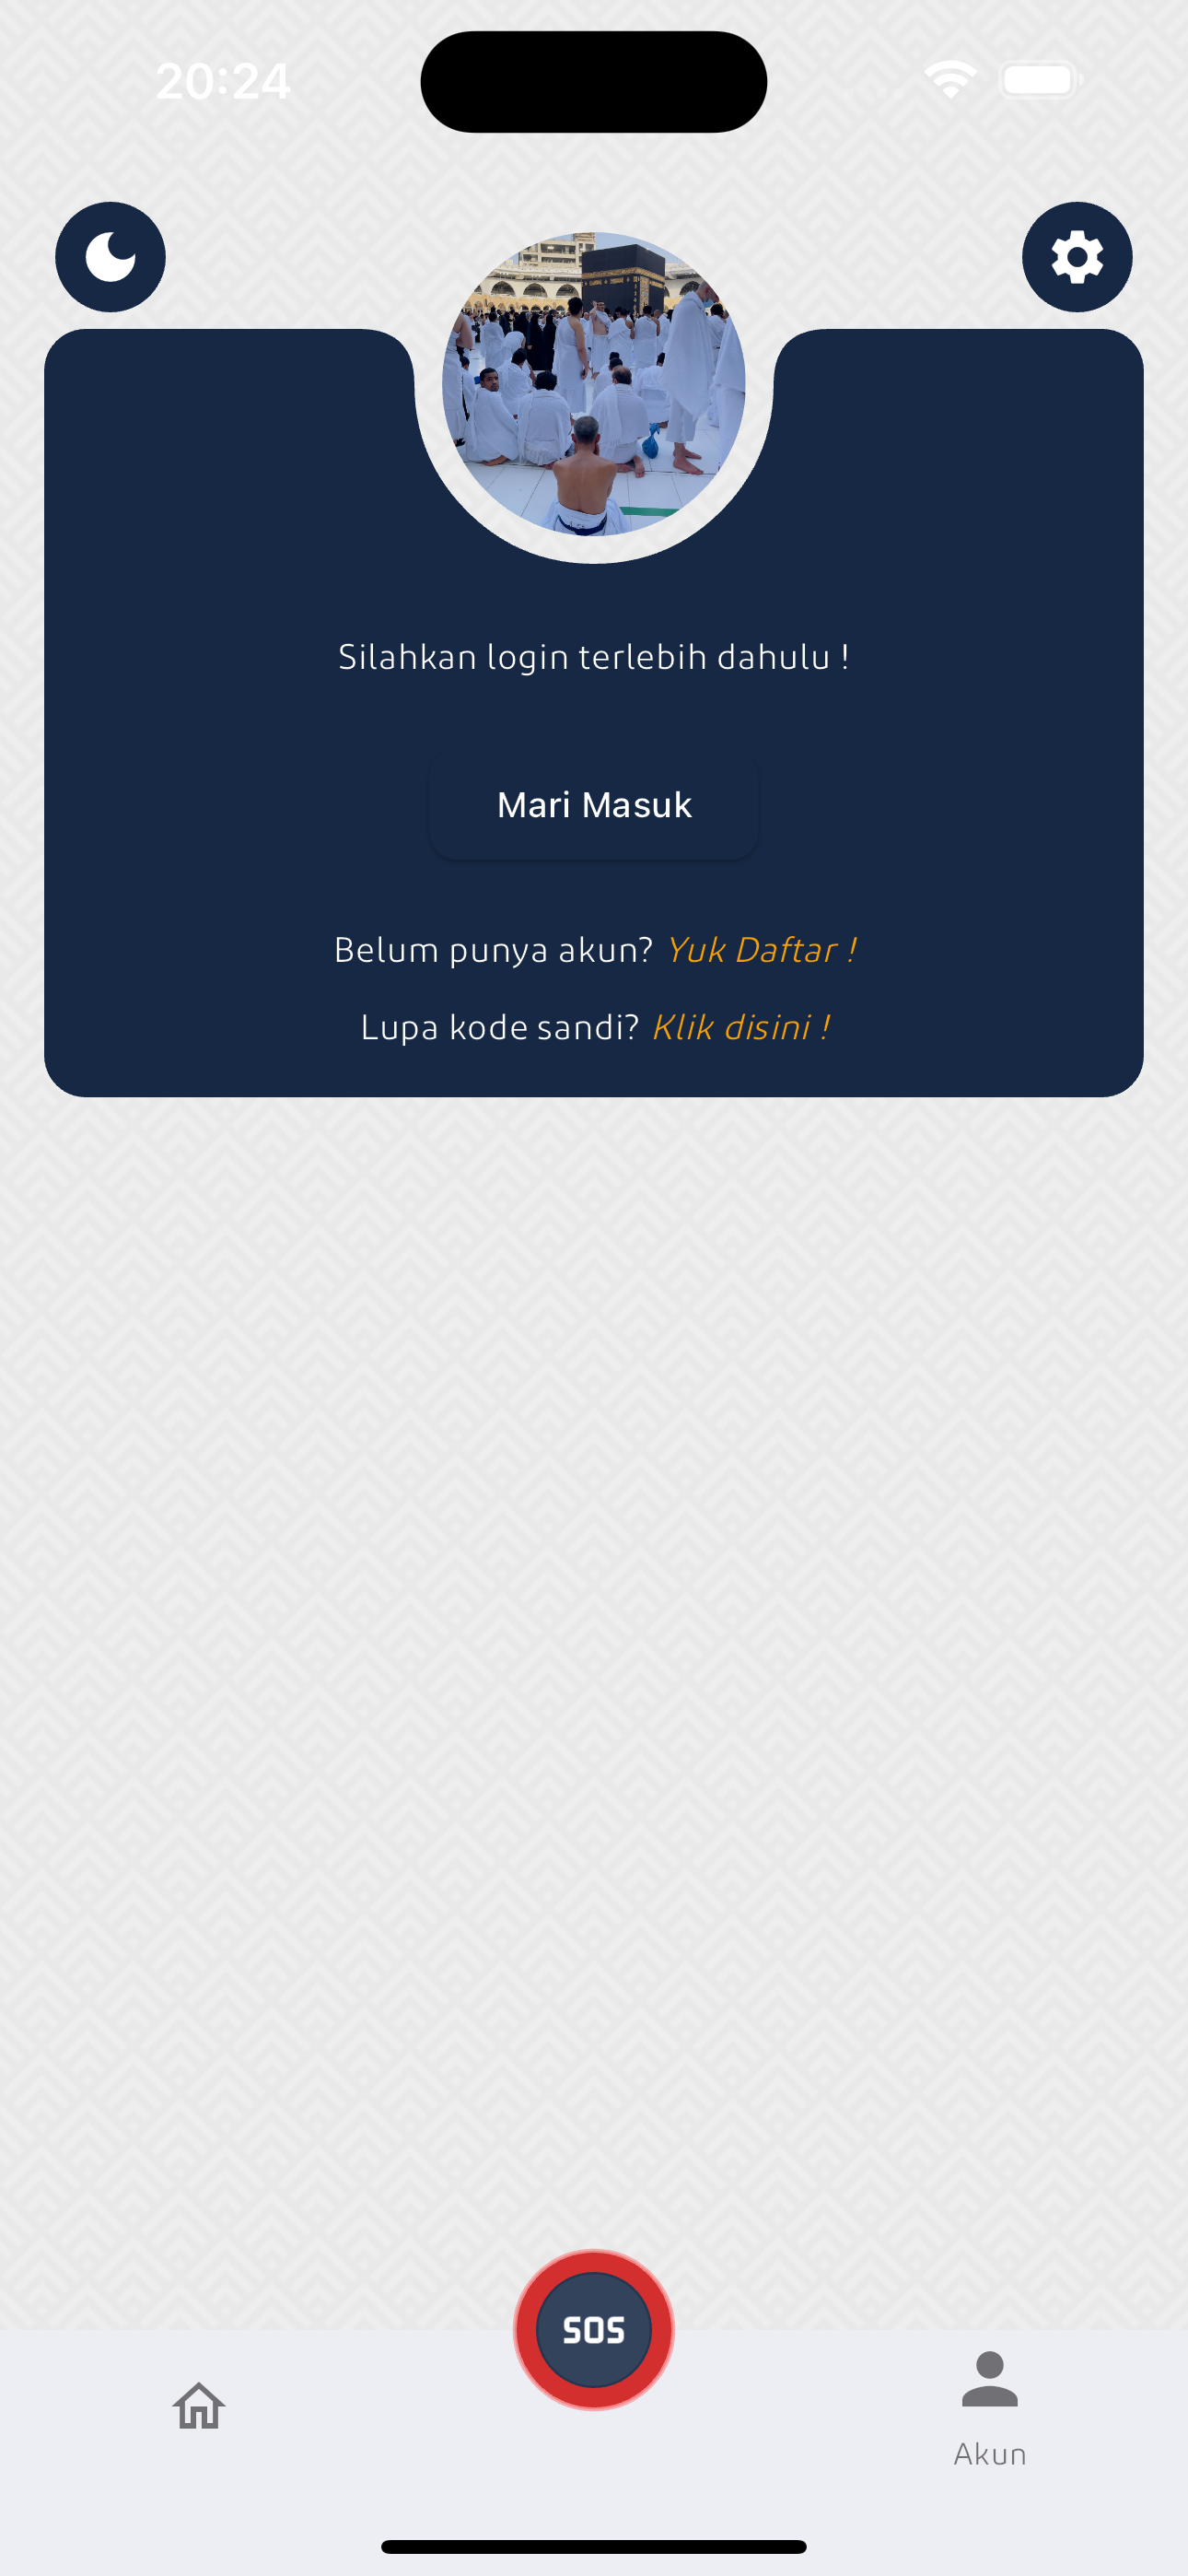 20:24
Silahkan login terlebih dahulu !
Mari Masuk
Belum punya akun? Yuk Daftar !
Lupa kode sandi? Klik disini !
SOS
Akun